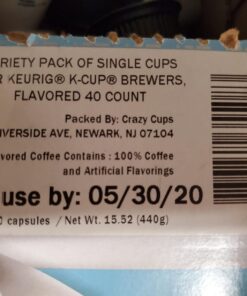 RIETY PACK OF SINGLE CUPS
R KEURIG® K-CUP® BREWERS,
FLAVORED 40 COUNT
Packed By: Crazy Cups
IVERSIDE AVE, NEWARK, NJ 07104
vored Coffee Contains : 100% Coffee
and Artificial Flavorings
use by: 05/30/20
0 capsules / Net Wt. 15.52 (440g)